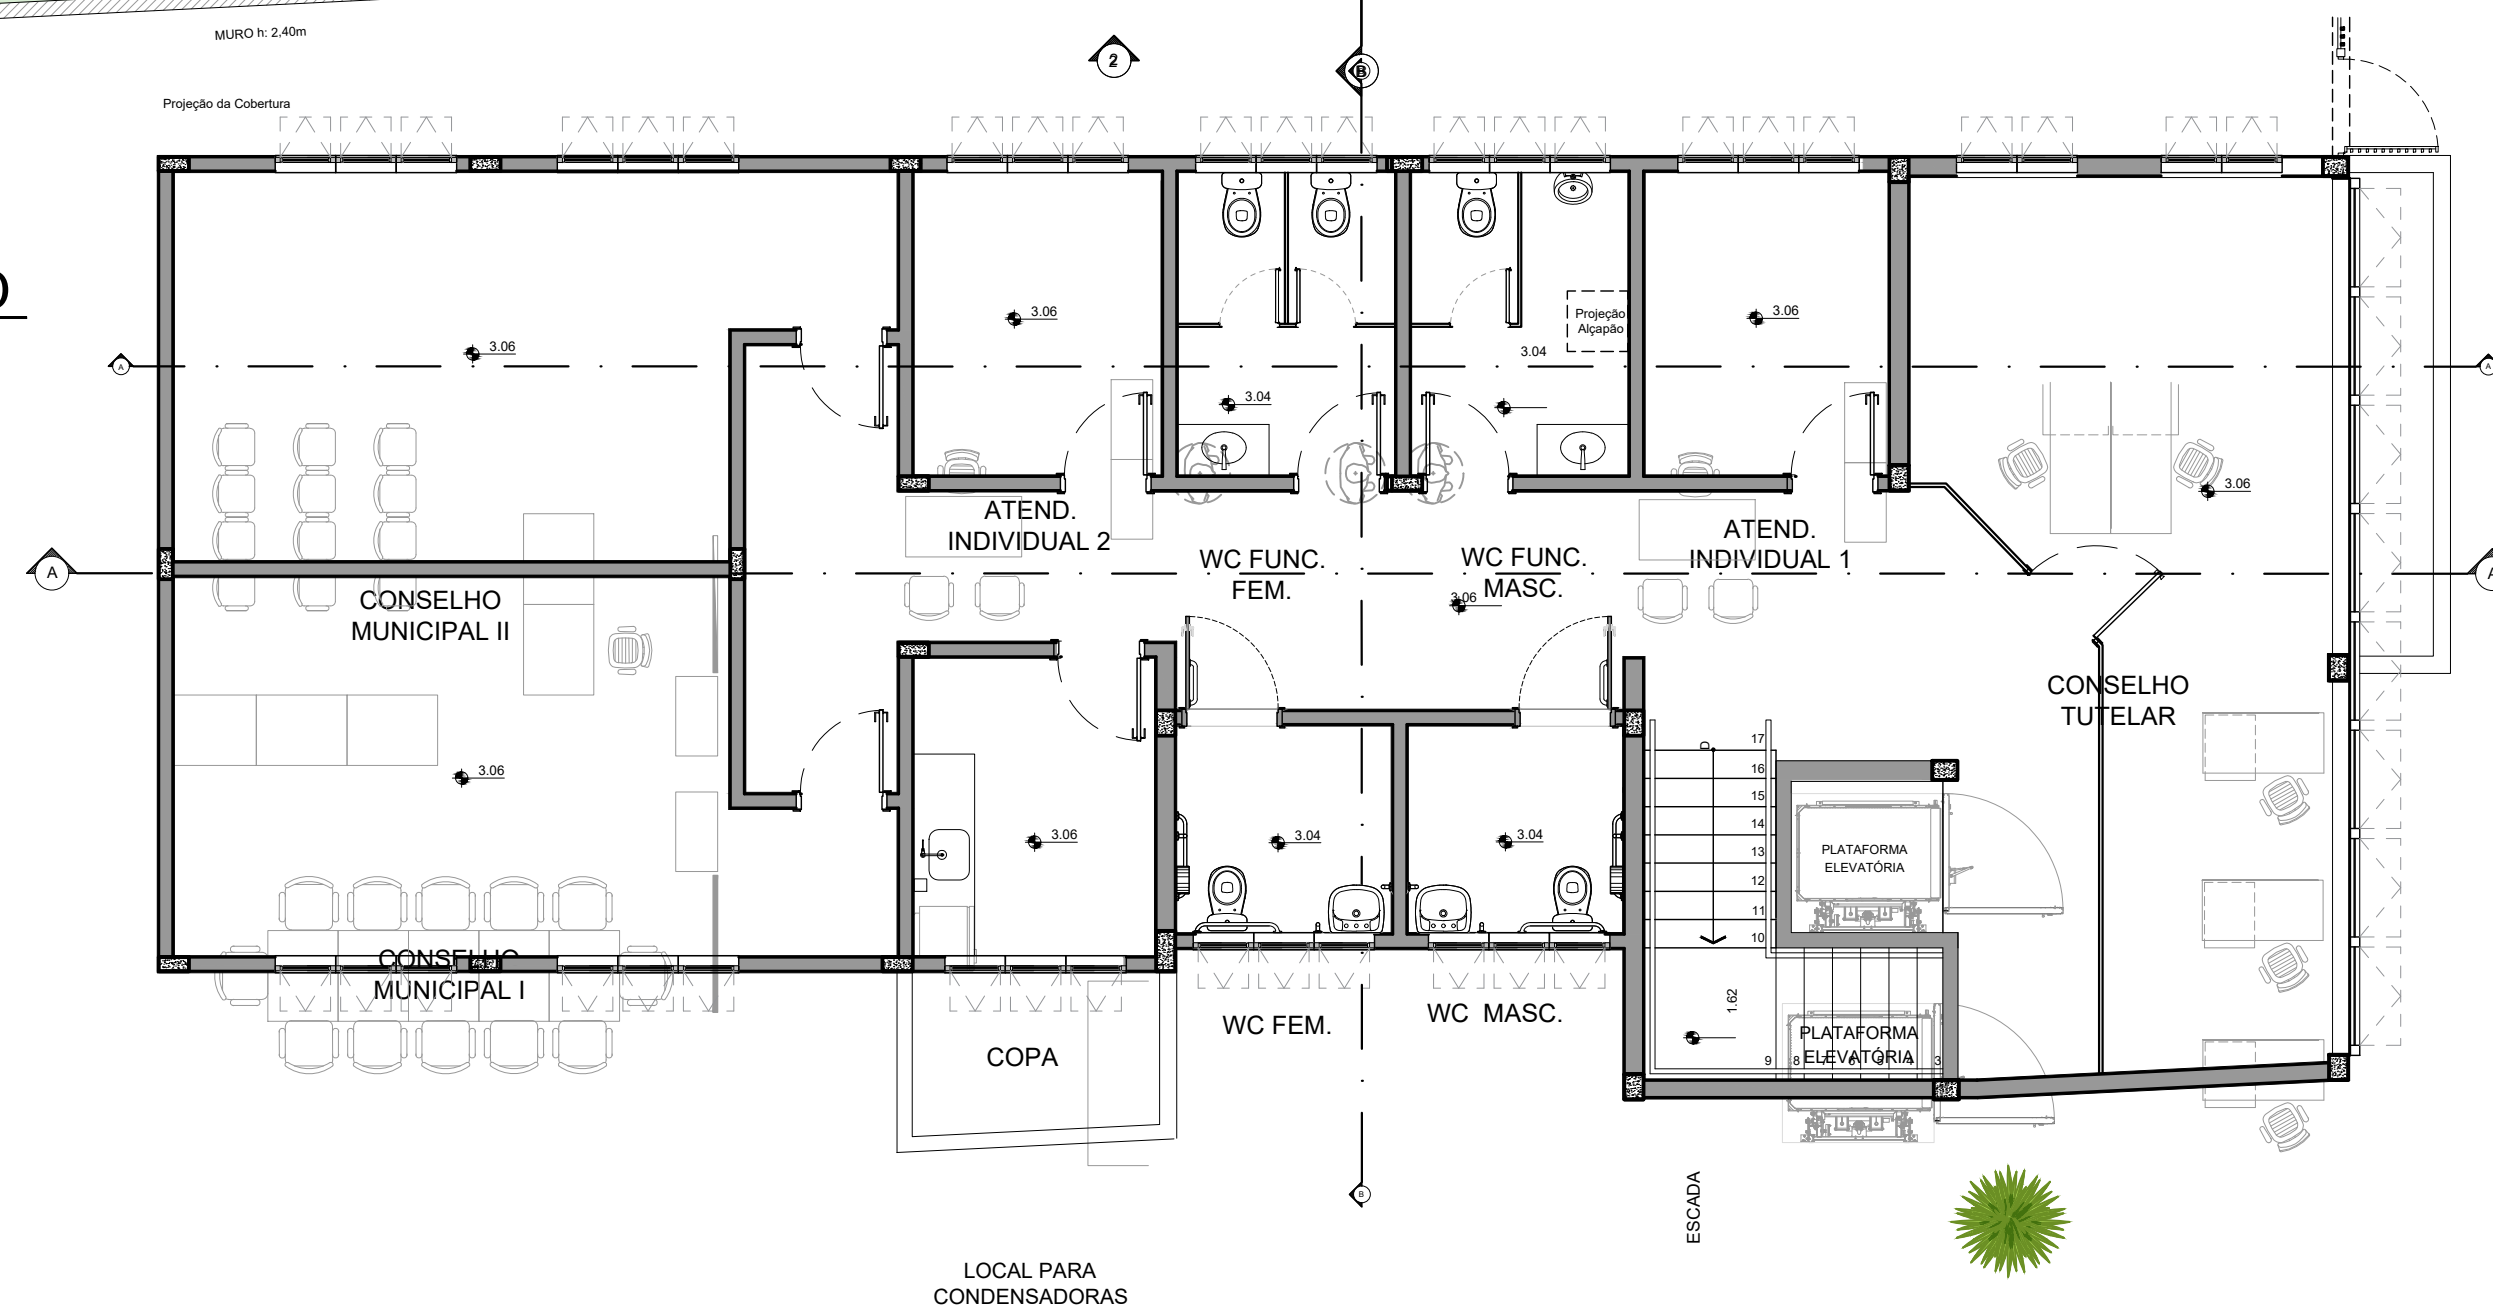 MURO h: 2,40m
2
B
Projeção da Cobertura
O
3.06
3.06
3.04
Projeção
Alçapão
3.04
3.06
3.06
A
A
A
A
ATEND.
INDIVIDUAL 2
WC FUNC.
FEM.
WC FUNC.
MASC.
3.06
ATEND.
INDIVIDUAL 1
CONSELHO
MUNICIPAL II
CONSELHO
TUTELAR
3.06
3.06
3.04
3.04
D
17
16
15
14
13
12
11
10
PLATAFORMA
ELEVATÓRIA
CONSELHO
MUNICIPAL I
COPA
WC FEM.
WC MASC.
1.62
PLATAFORMA
ELEVATÓRIA
9 8 7 6 5 4 3
B
ESCADA
LOCAL PARA
CONDENSADORAS